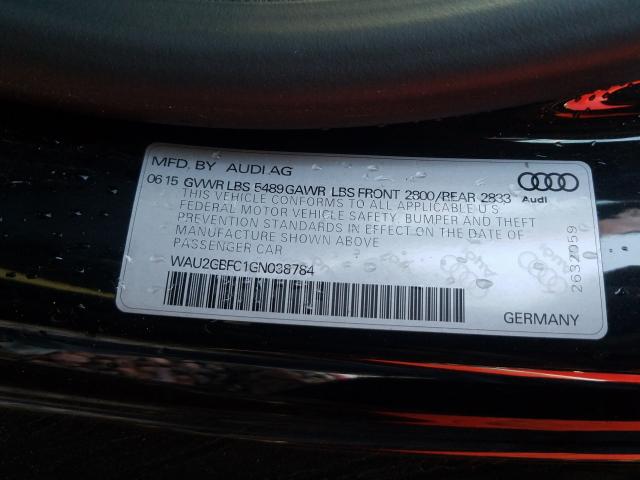 MFD. BY AUDI AG
06 15 GVWR LBS 5489 GAWR LBS FRONT 2800/REAR 2833
THIS VEHICLE CONFORMS TO ALL APPLICABLE U S
FEDERAL MOTOR VEHICLE SAFETY, BUMPER AND THEFT
PREVENTION STANDARDS IN EFFECT ON THE DATE OF
MANUFACTURE SHOWN ABOVE
PASSENGER CAR
WAU2GBFC1GN038784
Audi
2632059
GERMANY